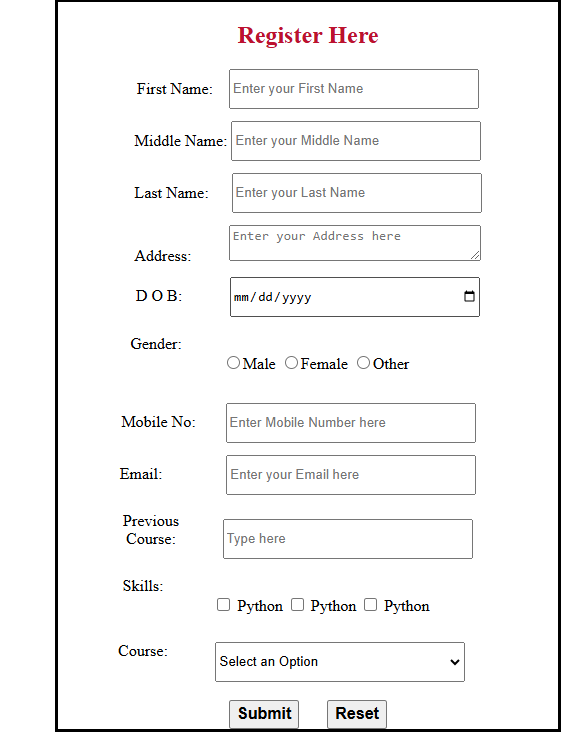 Register Here
First Name: Enter your First Name
Middle Name: Enter your Middle Name
Last Name: Enter your Last Name
Enter your Address here
Address:
D O B: mm/dd/yyyy
Gender:
Male Female Other
Mobile No: Enter Mobile Number here
Email: Enter your Email here
Previous
Course: Type here
Skills:
Python Python Python
Course: Select an Option
Submit Reset